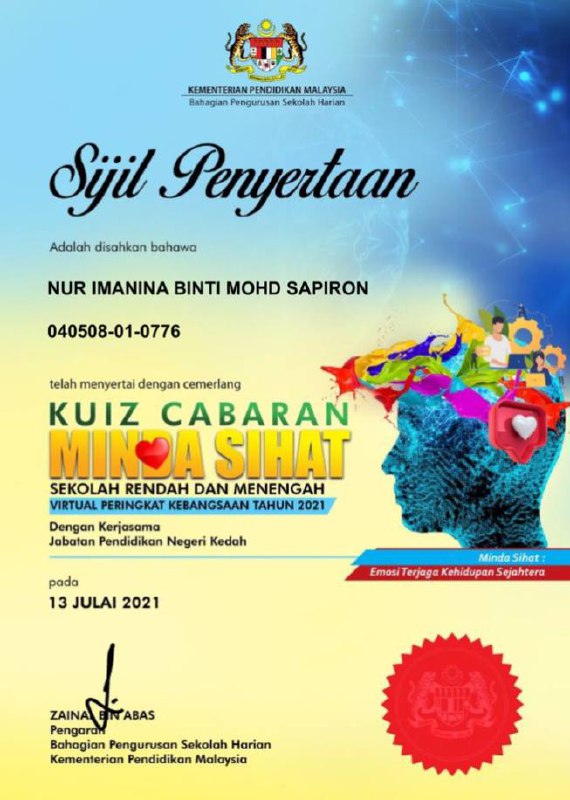 KEMENTERIAN PENDIDIKAN MALAYSIA
Bahagian Pengurusan Sekolah Harian
Sijil Penyertaan
Adalah disahkan bahawa
NUR IMANINA BINTI MOHD SAPIRON
040508-01-0776
telah menyertai dengan cemerlang
KUIZ CABARAN
MINDA SIHAT
SEKOLAH RENDAH DAN MENENGAH
VIRTUAL PERINGKAT KEBANGSAAN TAHUN 2021
Dengan Kerjasama
Jabatan Pendidikan Negeri Kedah
Minda Sihat :
Emosi Terjaga Kehidupan Sejahtera
pada
13 JULAI 2021
ZAINAL BIN ABAS
Pengarah
Bahagian Pengurusan Sekolah Harian
Kementerian Pendidikan Malaysia